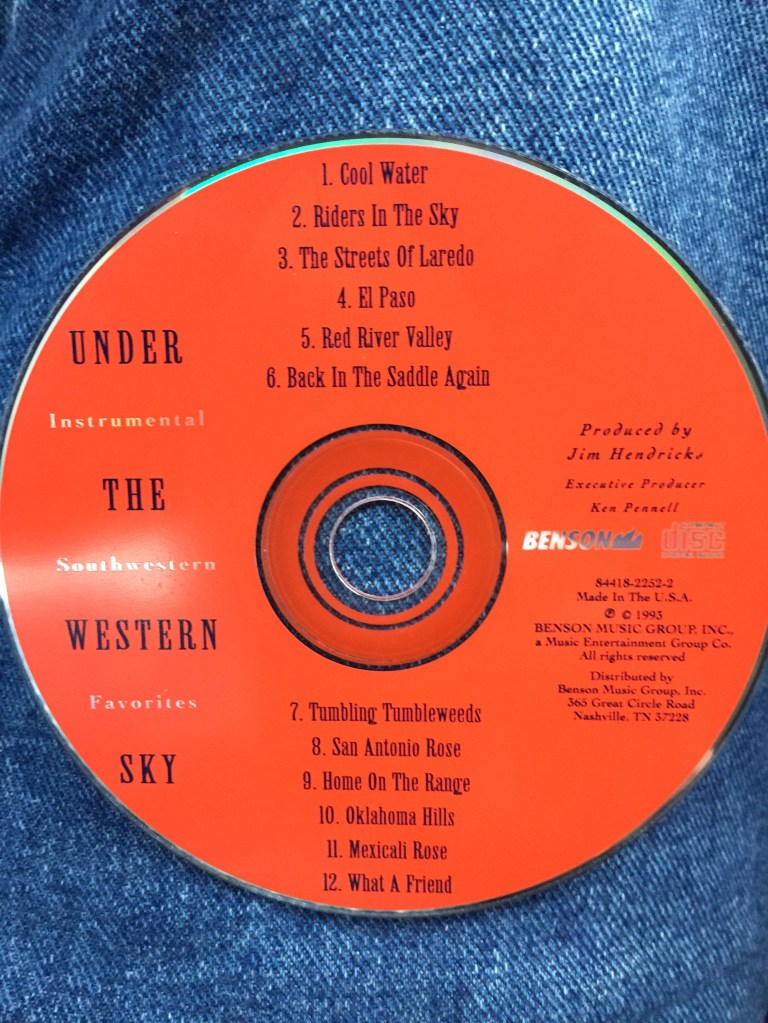 1. Cool Water
2. Riders In The Sky
3. The Streets Of Laredo
4. El Paso
5. Red River Valley
6. Back In The Saddle Again
UNDER
Instrumental
THE
Southwestern
WESTERN
Favorites
SKY
Produced by
Jim Hendricks
Executive Producer
Ken Pennell
BENSON
disc
84418-2252-2
Made In The U.S.A.
℗ © 1993
BENSON MUSIC GROUP, INC.,
a Music Entertainment Group Co.
All rights reserved
Distributed by
Benson Music Group, Inc.
365 Great Circle Road
Nashville, TN 37228
7. Tumbling Tumbleweeds
8. San Antonio Rose
9. Home On The Range
10. Oklahoma Hills
11. Mexicali Rose
12. What A Friend